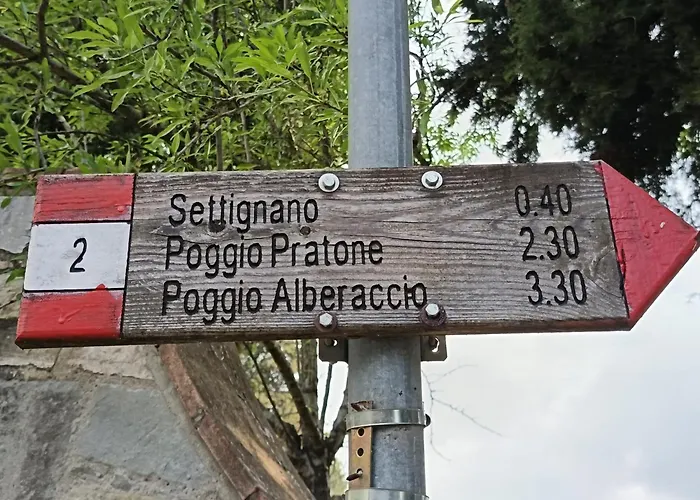 2
Settignano 0.40
Poggio Pratone 2.30
Poggio Alberaccio 3.30